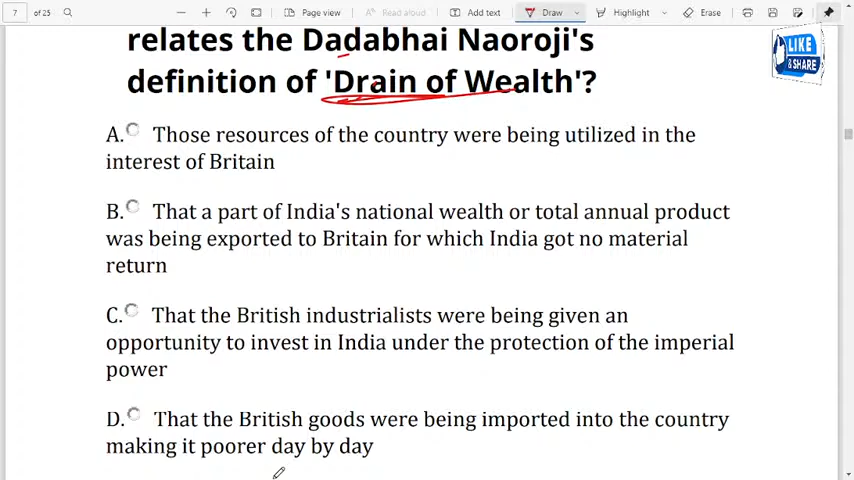 7 of 25 Page view Read aloud Add text Draw Highlight Erase
relates the Dadabhai Naoroji's
definition of 'Drain of Wealth'?
LIKE
& SHARE
A. Those resources of the country were being utilized in the
interest of Britain
B. That a part of India's national wealth or total annual product
was being exported to Britain for which India got no material
return
C. That the British industrialists were being given an
opportunity to invest in India under the protection of the imperial
power
D. That the British goods were being imported into the country
making it poorer day by day